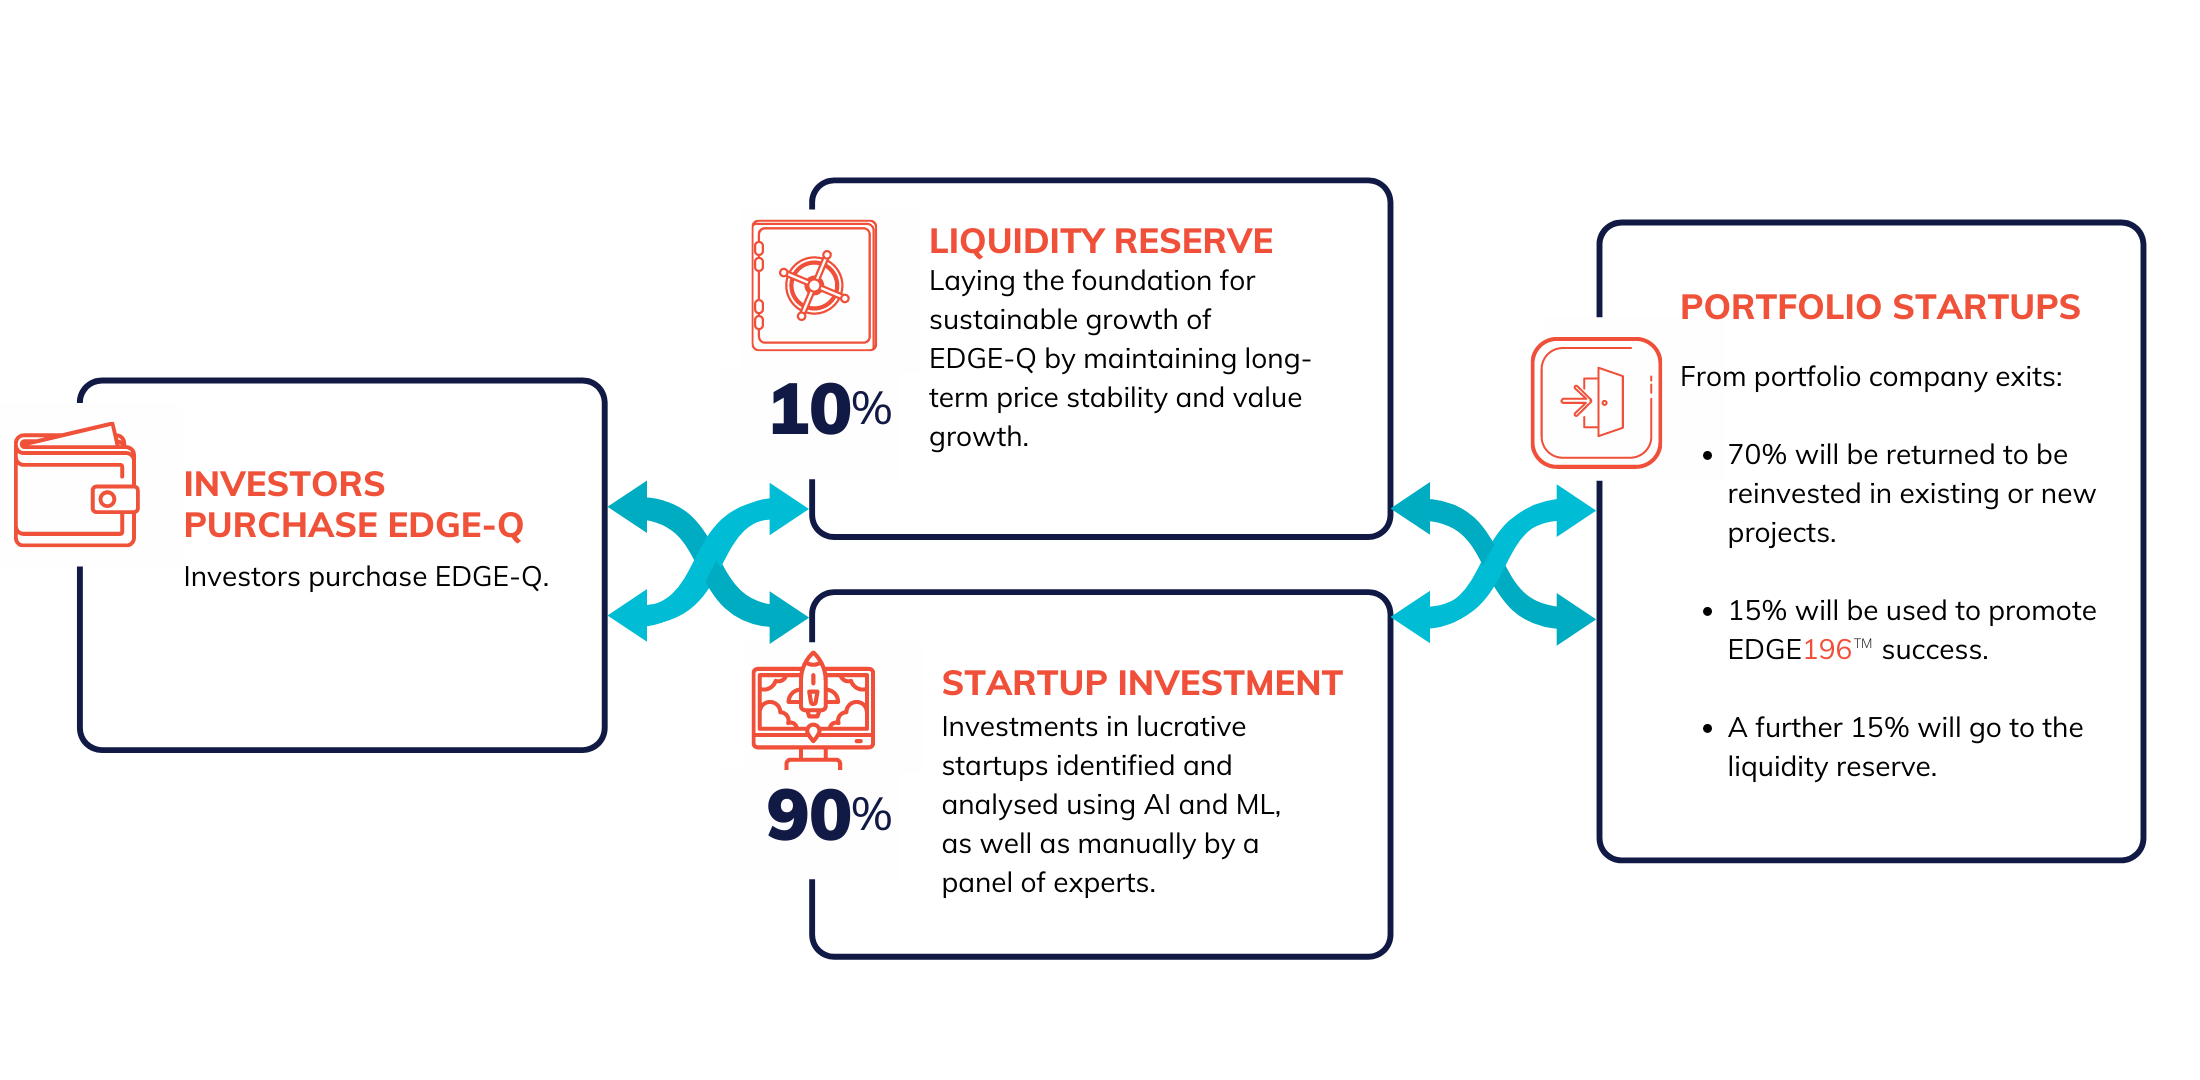 INVESTORS
PURCHASE EDGE-Q
Investors purchase EDGE-Q.
10%
LIQUIDITY RESERVE
Laying the foundation for
sustainable growth of
EDGE-Q by maintaining long-
term price stability and value
growth.
90%
STARTUP INVESTMENT
Investments in lucrative
startups identified and
analysed using AI and ML,
as well as manually by a
panel of experts.
PORTFOLIO STARTUPS
From portfolio company exits:
• 70% will be returned to be
reinvested in existing or new
projects.
• 15% will be used to promote
EDGE196™ success.
• A further 15% will go to the
liquidity reserve.